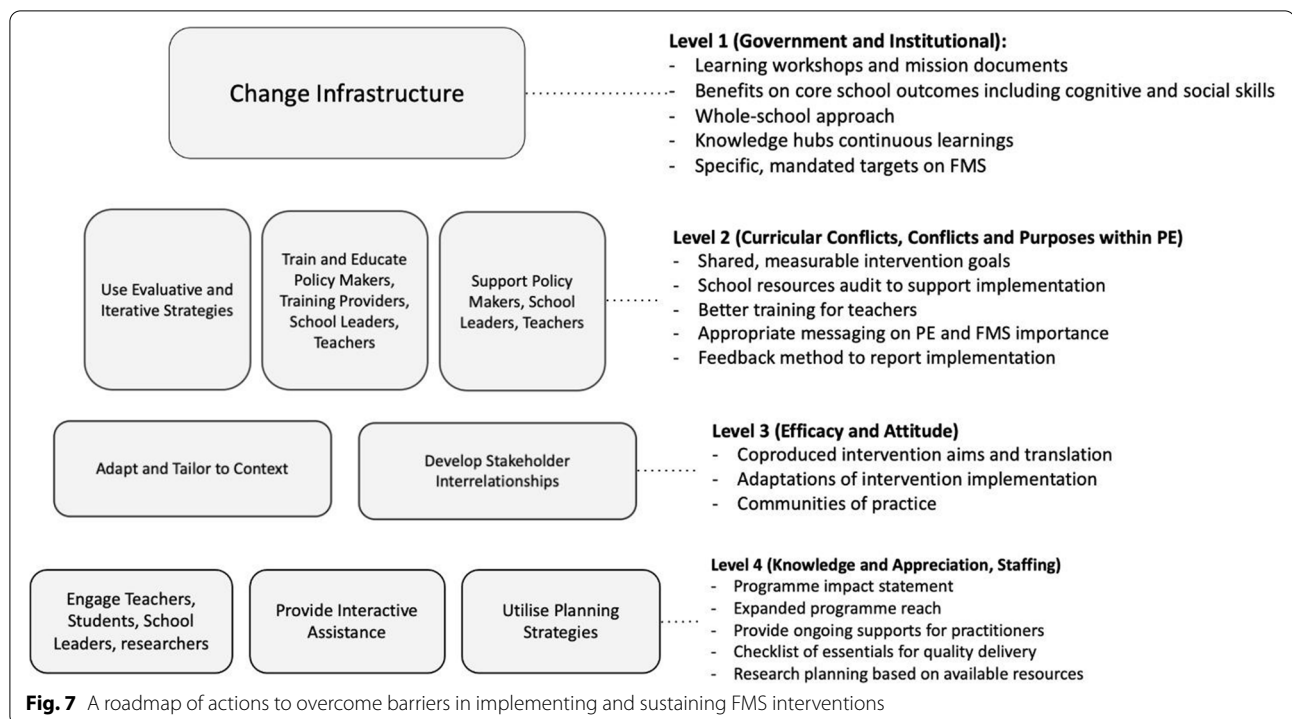 Change Infrastructure
Level 1 (Government and Institutional):
- Learning workshops and mission documents
- Benefits on core school outcomes including cognitive and social skills
- Whole-school approach
- Knowledge hubs continuous learnings
- Specific, mandated targets on FMS
Use Evaluative and
Iterative Strategies
Train and Educate
Policy Makers,
Training Providers,
School Leaders,
Teachers
Support Policy
Makers, School
Leaders, Teachers
Level 2 (Curricular Conflicts, Conflicts and Purposes within PE)
- Shared, measurable intervention goals
- School resources audit to support implementation
- Better training for teachers
- Appropriate messaging on PE and FMS importance
- Feedback method to report implementation
Adapt and Tailor to Context
Develop Stakeholder
Interrelationships
Level 3 (Efficacy and Attitude)
- Coproduced intervention aims and translation
- Adaptations of intervention implementation
- Communities of practice
Engage Teachers,
Students, School
Leaders, researchers
Provide Interactive
Assistance
Utilise Planning
Strategies
Level 4 (Knowledge and Appreciation, Staffing)
- Programme impact statement
- Expanded programme reach
- Provide ongoing supports for practitioners
- Checklist of essentials for quality delivery
- Research planning based on available resources
Fig. 7 A roadmap of actions to overcome barriers in implementing and sustaining FMS interventions